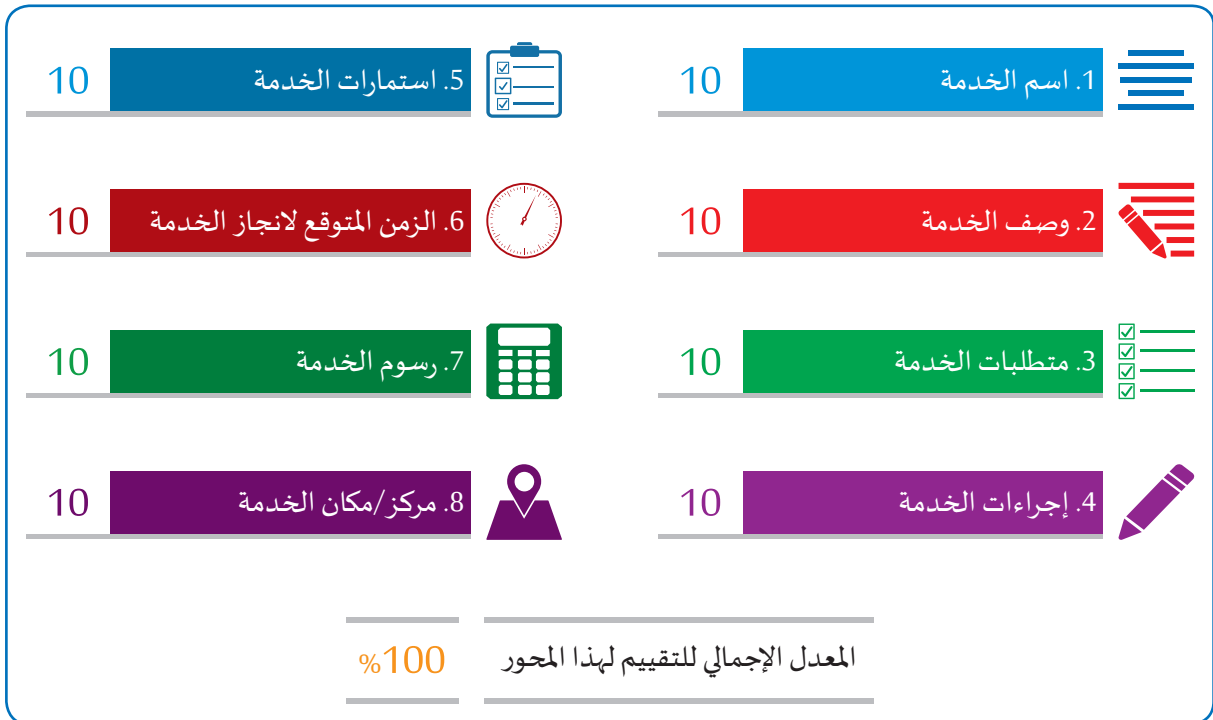 1. اسم الخدمة 10
2. وصف الخدمة 10
3. متطلبات الخدمة 10
4. إجراءات الخدمة 10
5. استمارات الخدمة 10
6. الزمن المتوقع لانجاز الخدمة 10
7. رسوم الخدمة 10
8. مركز/مكان الخدمة 10
المعدل الإجمالي للتقييم لهذا المحور 100%